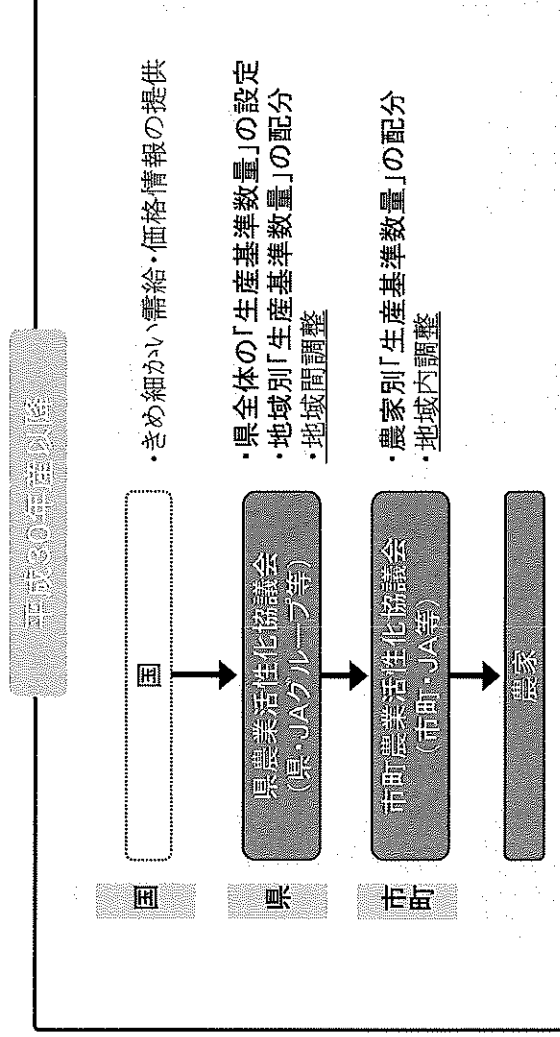 平成30年産以降
国
国
・きめ細かい需給・価格情報の提供
県
県農業活性化協議会
(県・JAグループ等)
・県全体の「生産基準数量」の設定
・地域別「生産基準数量」の配分
・地域間調整
市町
市町農業活性化協議会
(市町・JA等)
・農家別「生産基準数量」の配分
・地域内調整
農家